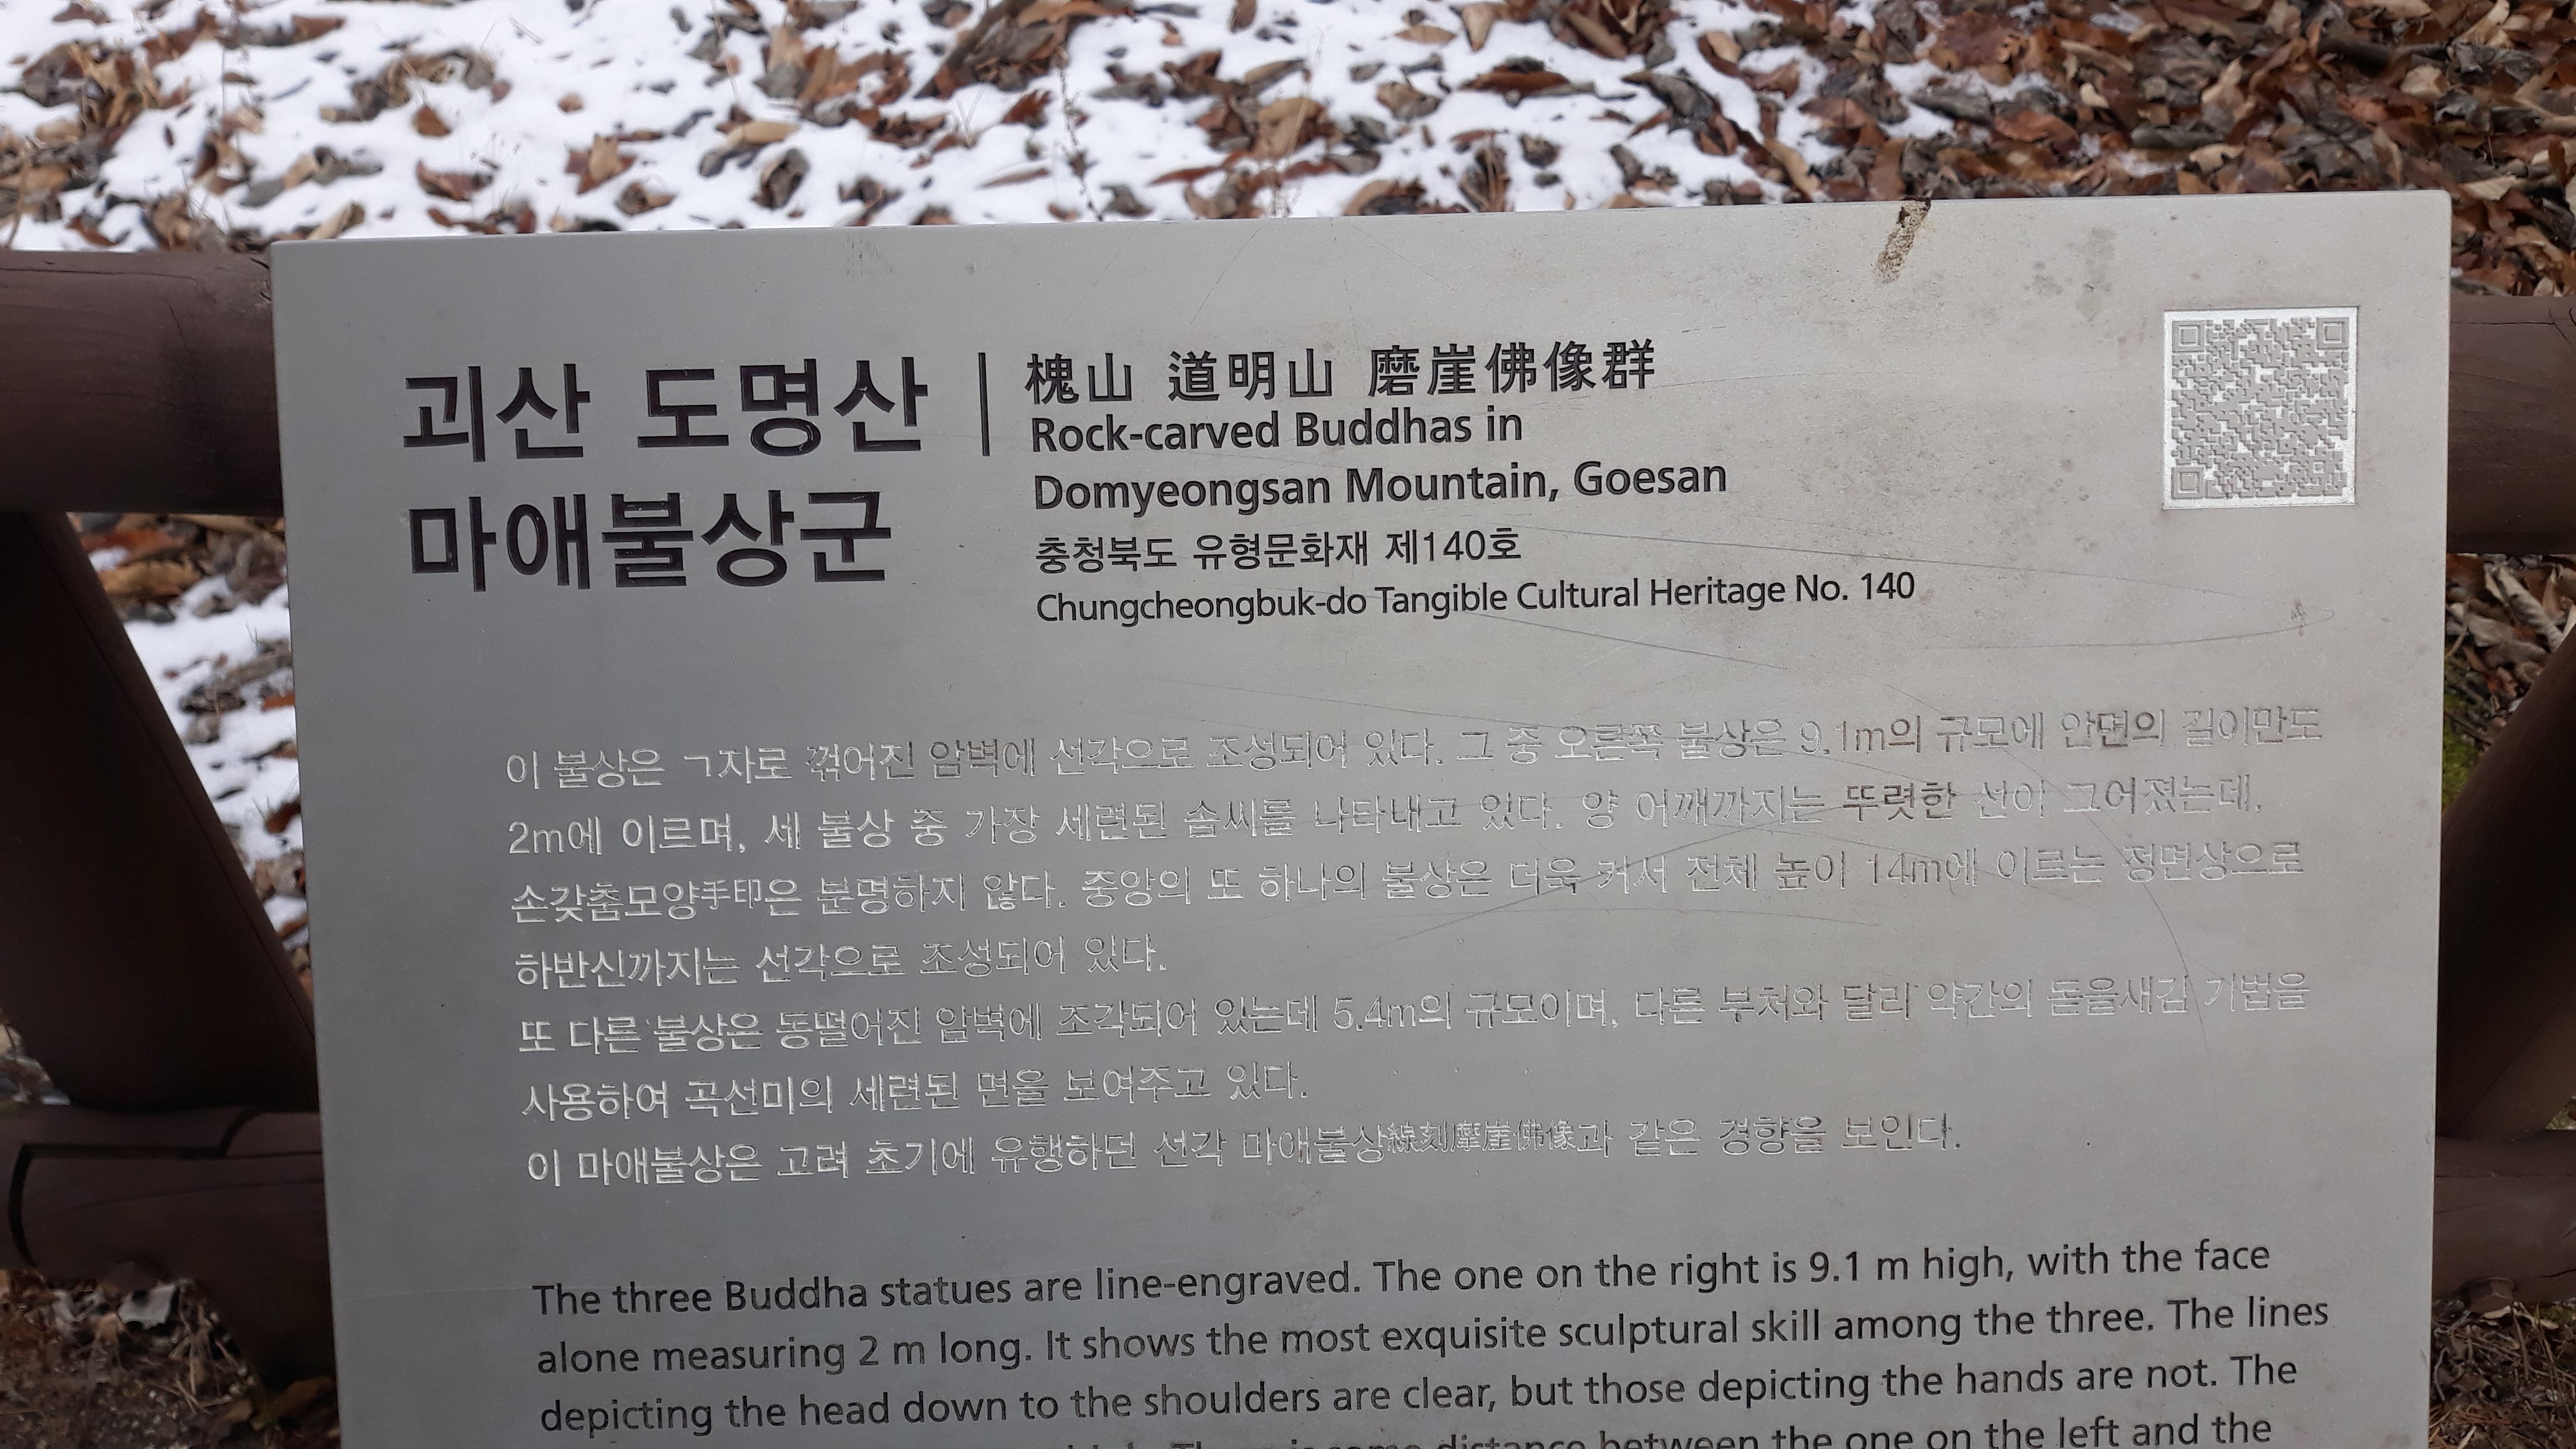 괴산 도명산
마애불상군
槐山 道明山 磨崖佛像群
Rock-carved Buddhas in
Domyeongsan Mountain, Goesan
충청북도 유형문화재 제140호
Chungcheongbuk-do Tangible Cultural Heritage No. 140
이 불상은 ㄱ자로 꺾어진 암벽에 선각으로 조성되어 있다. 그 중 오른쪽 불상은 9.1m의 규모에 안면의 길이만도
2m에 이르며, 세 불상 중 가장 세련된 솜씨를 나타내고 있다. 양 어깨까지는 뚜렷한 선이 그어졌는데,
손갖춤모양手印은 분명하지 않다. 중앙의 또 하나의 불상은 더욱 커서 전체 높이 14m에 이르는 정면상으로
하반신까지는 선각으로 조성되어 있다.
또 다른 불상은 동떨어진 암벽에 조각되어 있는데 5.4m의 규모이며, 다른 부처와 달리 약간의 돋을새김 기법을
사용하여 곡선미의 세련된 면을 보여주고 있다.
이 마애불상은 고려 초기에 유행하던 선각 마애불상線刻摩崖佛像과 같은 경향을 보인다.
The three Buddha statues are line-engraved. The one on the right is 9.1 m high, with the face
alone measuring 2 m long. It shows the most exquisite sculptural skill among the three. The lines
depicting the head down to the shoulders are clear, but those depicting the hands are not. The
distance between the one on the left and the